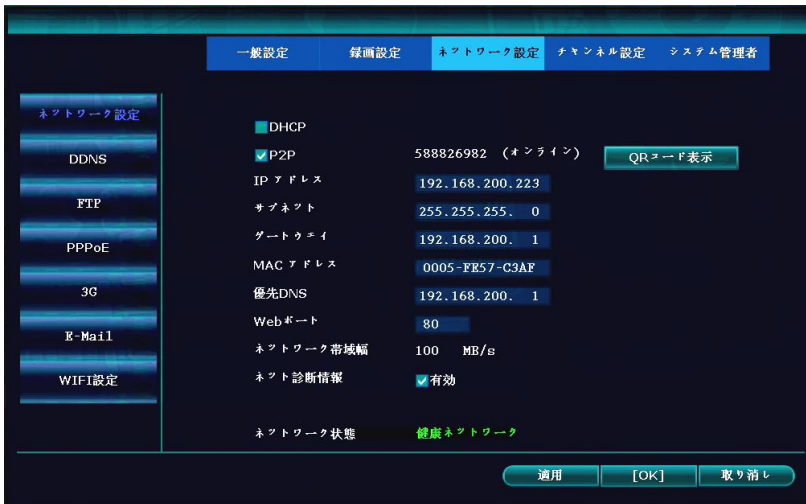 一般設定 録画設定 ネットワーク設定 チャンネル設定 システム管理者
ネットワーク設定
DDNS
FTP
PPPoE
3G
E-Mail
WIFI設定
DHCP
P2P 588826982 (オンライン) QRコード表示
IPアドレス 192.168.200.223
サブネット 255.255.255. 0
ゲートウエイ 192.168.200. 1
MACアドレス 0005-FE57-C3AF
優先DNS 192.168.200. 1
Webポート 80
ネットワーク帯域幅 100 MB/s
ネット診断情報 有効
ネットワーク状態 健康ネットワーク
適用 [OK] 取り消し